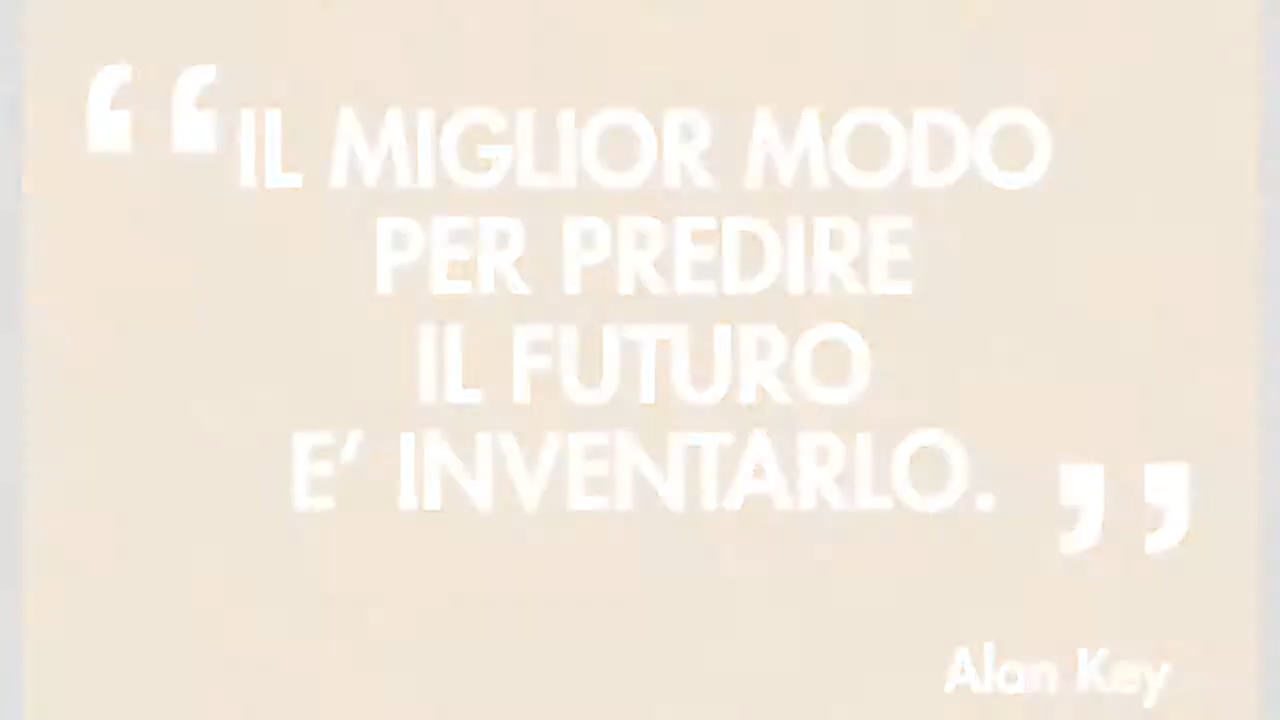 “IL MIGLIOR MODO
PER PREDIRE
IL FUTURO
E’ INVENTARLO.”
Alan Key